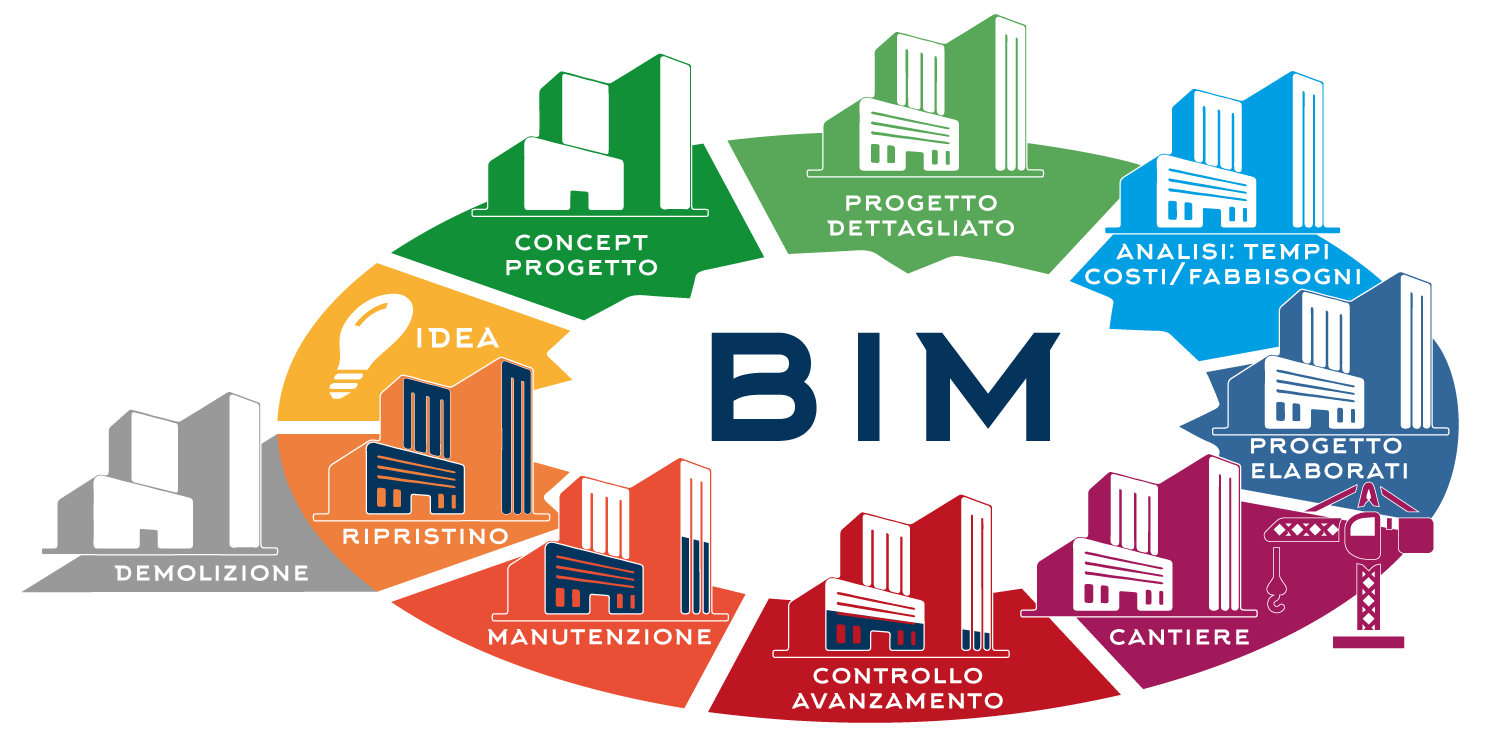 CONCEPT
PROGETTO
PROGETTO
DETTAGLIATO
ANALISI: TEMPI
COSTI/FABBISOGNI
IDEA
BIM
PROGETTO
ELABORATI
RIPRISTINO
DEMOLIZIONE
MANUTENZIONE
CONTROLLO
AVANZAMENTO
CANTIERE